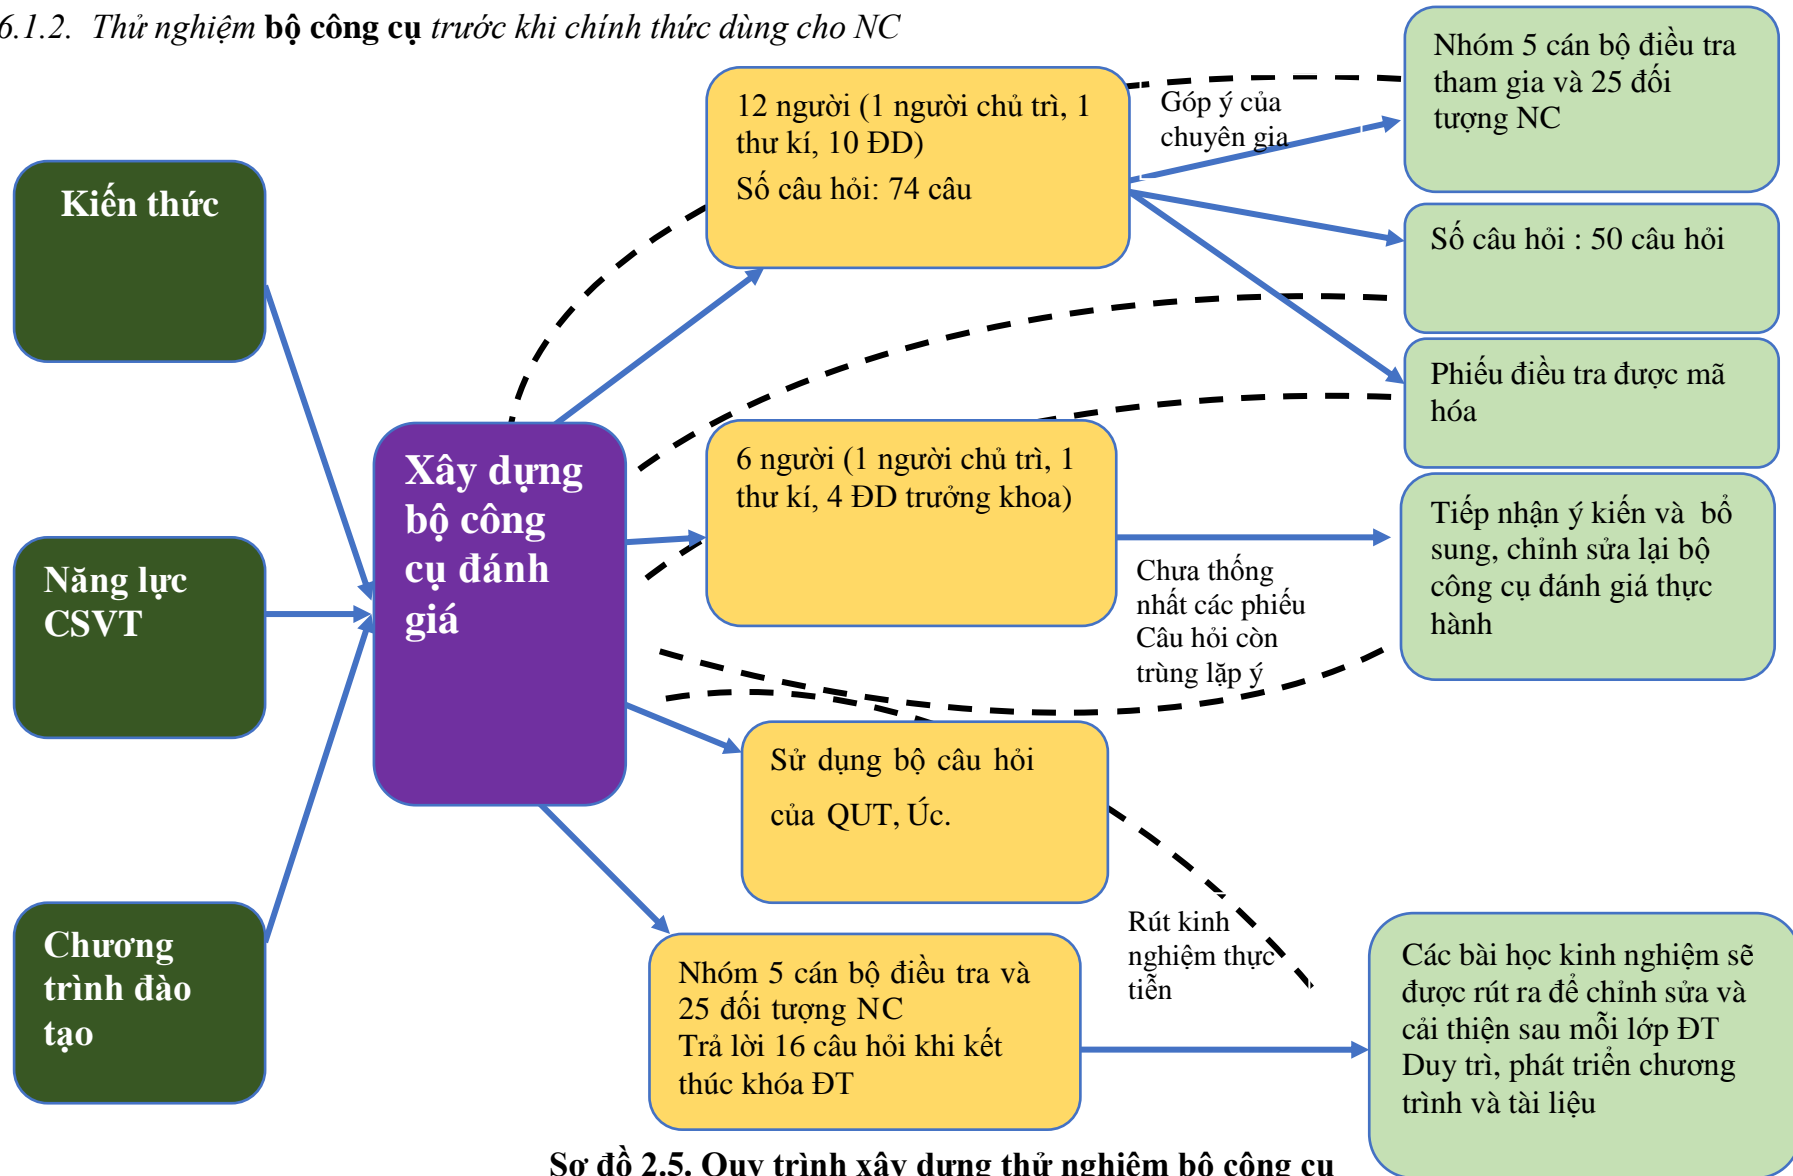 6.1.2. Thử nghiệm bộ công cụ trước khi chính thức dùng cho NC
Kiến thức
Năng lực
CSVT
Chương
trình đào
tạo
Xây dựng
bộ công
cụ đánh
giá
12 người (1 người chủ trì, 1
thư kí, 10 ĐD)
Số câu hỏi: 74 câu
6 người (1 người chủ trì, 1
thư kí, 4 ĐD trưởng khoa)
Sử dụng bộ câu hỏi
của QUT, Úc.
Nhóm 5 cán bộ điều tra và
25 đối tượng NC
Trả lời 16 câu hỏi khi kết
thúc khóa ĐT
Góp ý của
chuyên gia
Chưa thống
nhất các phiếu
Câu hỏi còn
trùng lặp ý
Rút kinh
nghiệm thực
tiễn
Nhóm 5 cán bộ điều tra
tham gia và 25 đối
tượng NC
Số câu hỏi : 50 câu hỏi
Phiếu điều tra được mã
hóa
Tiếp nhận ý kiến và bổ
sung, chỉnh sửa lại bộ
công cụ đánh giá thực
hành
Các bài học kinh nghiệm sẽ
được rút ra để chỉnh sửa và
cải thiện sau mỗi lớp ĐT
Duy trì, phát triển chương
trình và tài liệu
Sơ đồ 2.5. Quy trình xây dựng thử nghiệm bộ công cụ